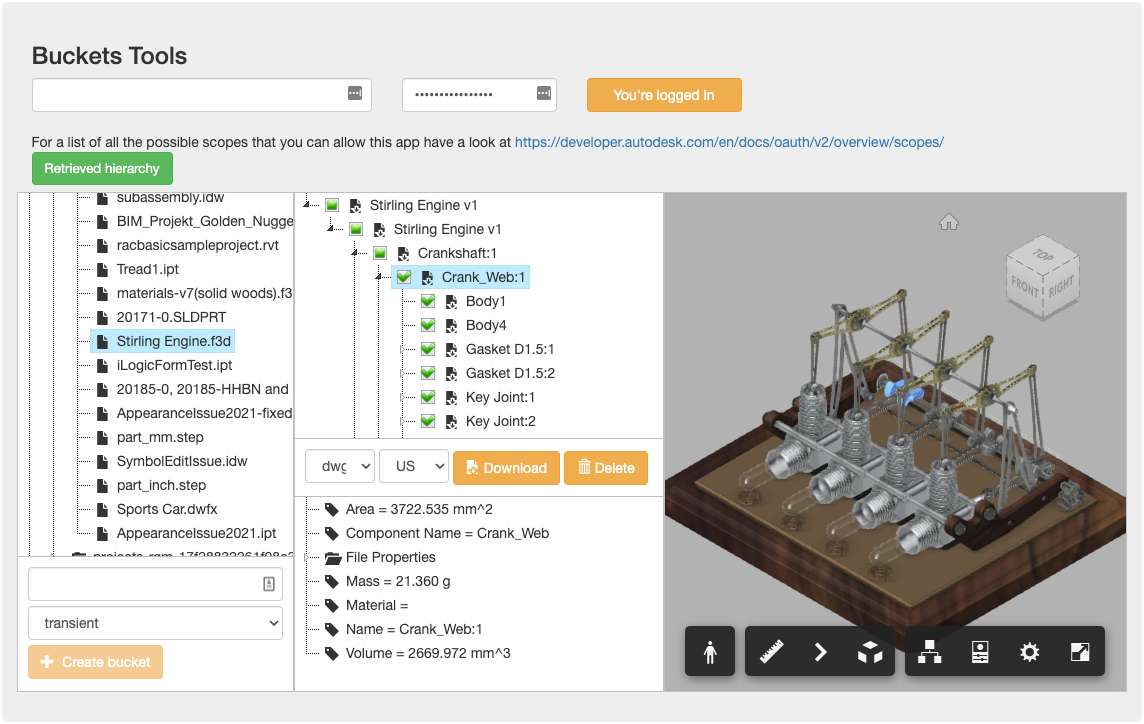 Buckets Tools
You're logged in
For a list of all the possible scopes that you can allow this app have a look at https://developer.autodesk.com/en/docs/oauth/v2/overview/scopes/
Retrieved hierarchy
subassembly.idw
BIM_Projekt_Golden_Nugge
racbasicsampleproject.rvt
Tread1.ipt
materials-v7(solid woods).f3
20171-0.SLDPRT
Stirling Engine.f3d
iLogicFormTest.ipt
20185-0, 20185-HHBN and
AppearanceIssue2021-fixed
part_mm.step
SymbolEditIssue.idw
part_inch.step
Sports Car.dwfx
AppearanceIssue2021.ipt
transient
Create bucket
Stirling Engine v1
Stirling Engine v1
Crankshaft:1
Crank_Web:1
Body1
Body4
Gasket D1.5:1
Gasket D1.5:2
Key Joint:1
Key Joint:2
dwg US Download Delete
Area = 3722.535 mm^2
Component Name = Crank_Web
File Properties
Mass = 21.360 g
Material =
Name = Crank_Web:1
Volume = 2669.972 mm^3
TOP
FRONT RIGHT